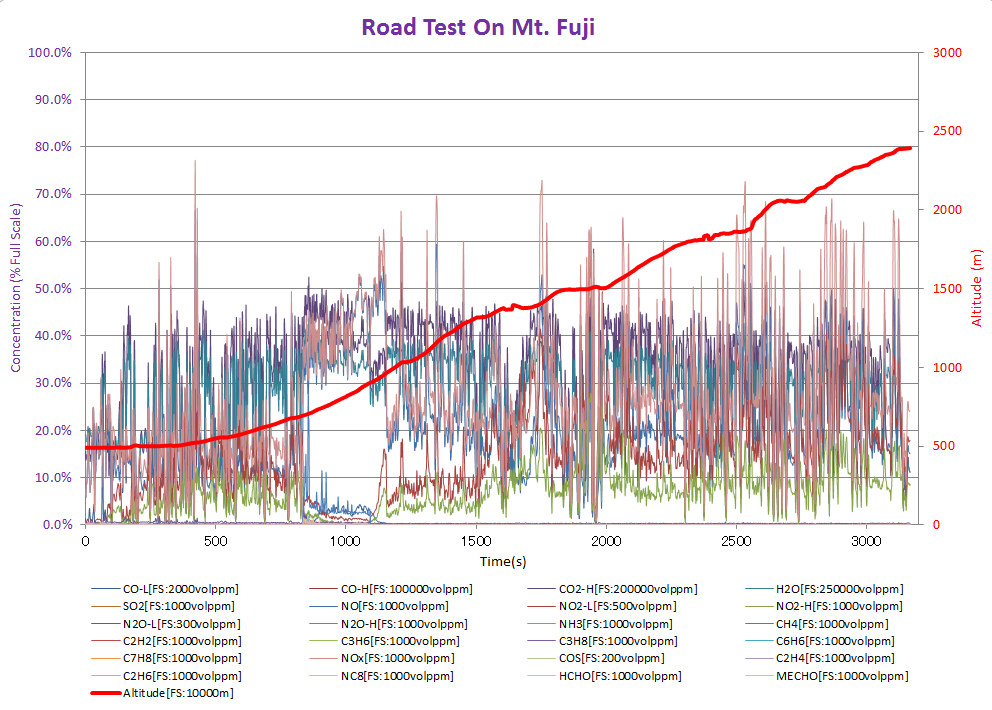 Road Test On Mt. Fuji
100.0%
90.0%
80.0%
70.0%
60.0%
50.0%
40.0%
30.0%
20.0%
10.0%
0.0%
Concentration (% Full Scale)
3000
2500
2000
1500
1000
500
0
Altitude (m)
0 500 1000 1500 2000 2500 3000
Time(s)
CO-L[FS:2000volppm] CO-H[FS:100000volppm] CO2-H[FS:200000volppm] H2O[FS:250000volppm]
SO2[FS:1000volppm] NO[FS:1000volppm] NO2-L[FS:500volppm] NO2-H[FS:1000volppm]
N2O-L[FS:300volppm] N2O-H[FS:1000volppm] NH3[FS:1000volppm] CH4[FS:1000volppm]
C2H2[FS:1000volppm] C3H6[FS:1000volppm] C3H8[FS:1000volppm] C6H6[FS:1000volppm]
C7H8[FS:1000volppm] NOx[FS:1000volppm] COS[FS:200volppm] C2H4[FS:1000volppm]
C2H6[FS:1000volppm] NC8[FS:1000volppm] HCHO[FS:1000volppm] MECHO[FS:1000volppm]
Altitude[FS:10000m]